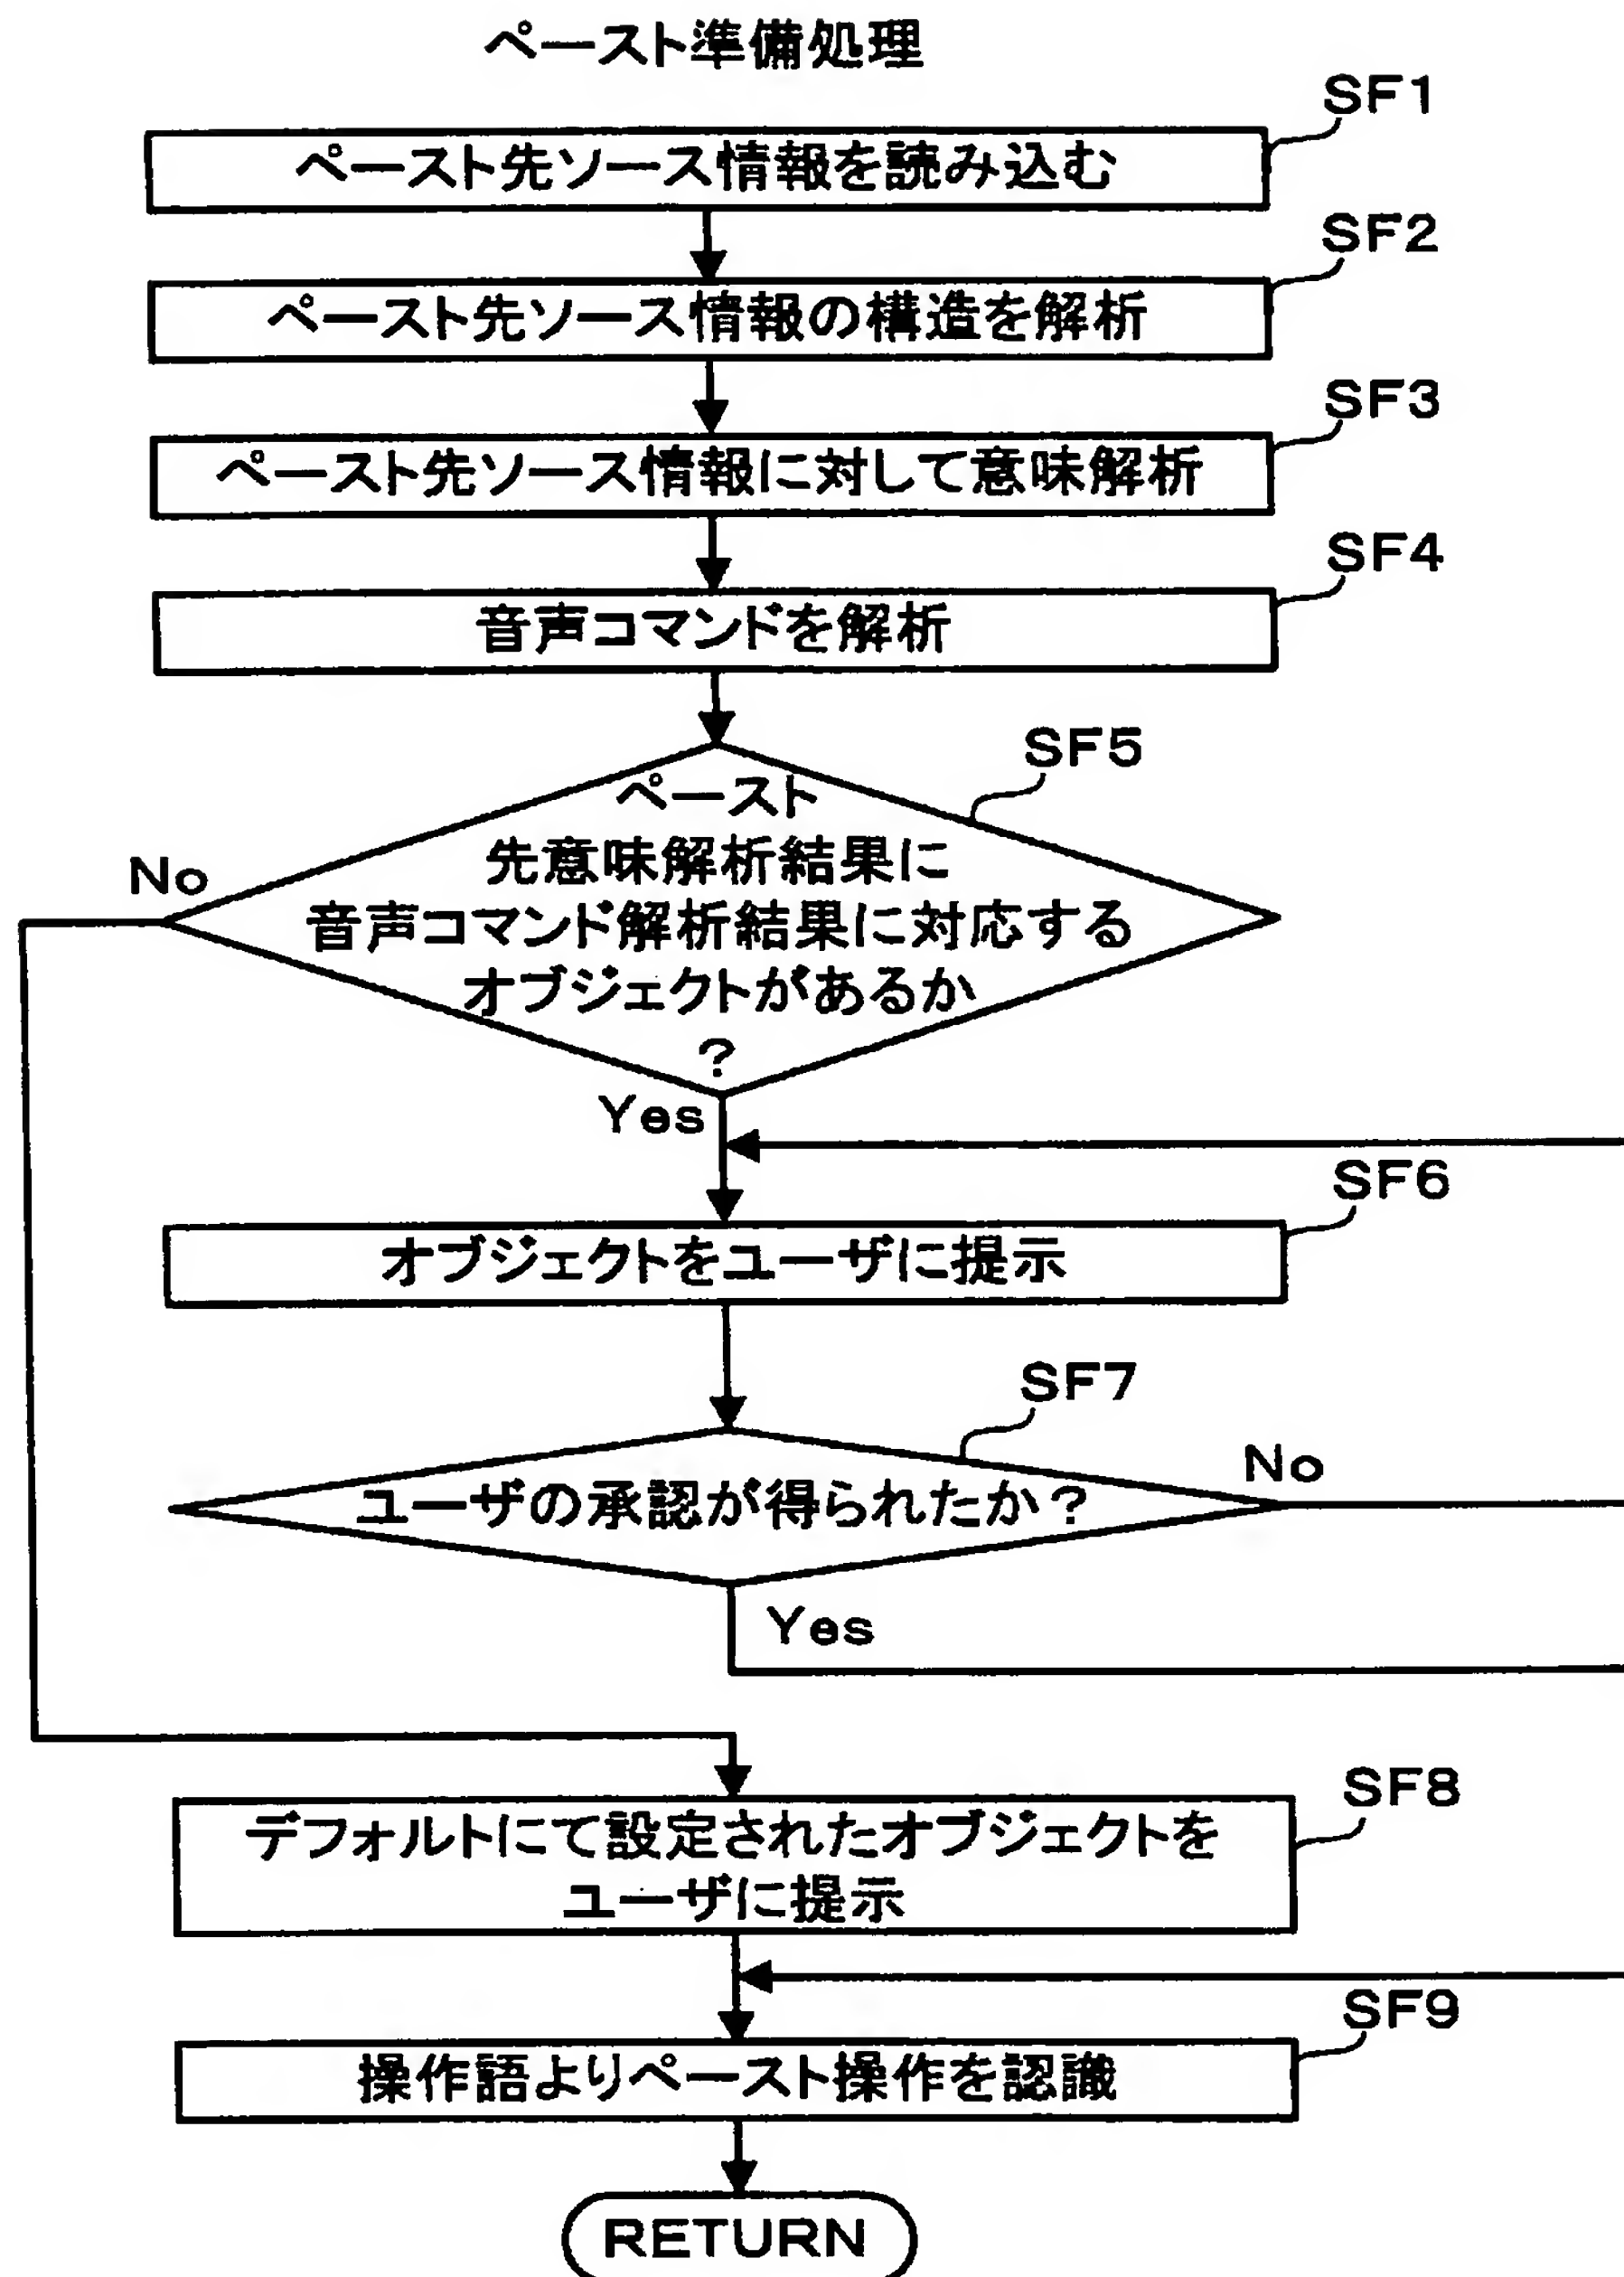 ペースト準備処理
SF1
ペースト先ソース情報を読み込む
SF2
ペースト先ソース情報の構造を解析
SF3
ペースト先ソース情報に対して意味解析
SF4
音声コマンドを解析
SF5
ペースト
先意味解析結果に
No
音声コマンド解析結果に対応する
オブジェクトがあるか
?
Yes
SF6
オブジェクトをユーザに提示
SF7
No
ユーザの承認が得られたか?
Yes
SF8
デフォルトにて設定されたオブジェクトを
ユーザに提示
SF9
操作語よりペースト操作を認識
RETURN